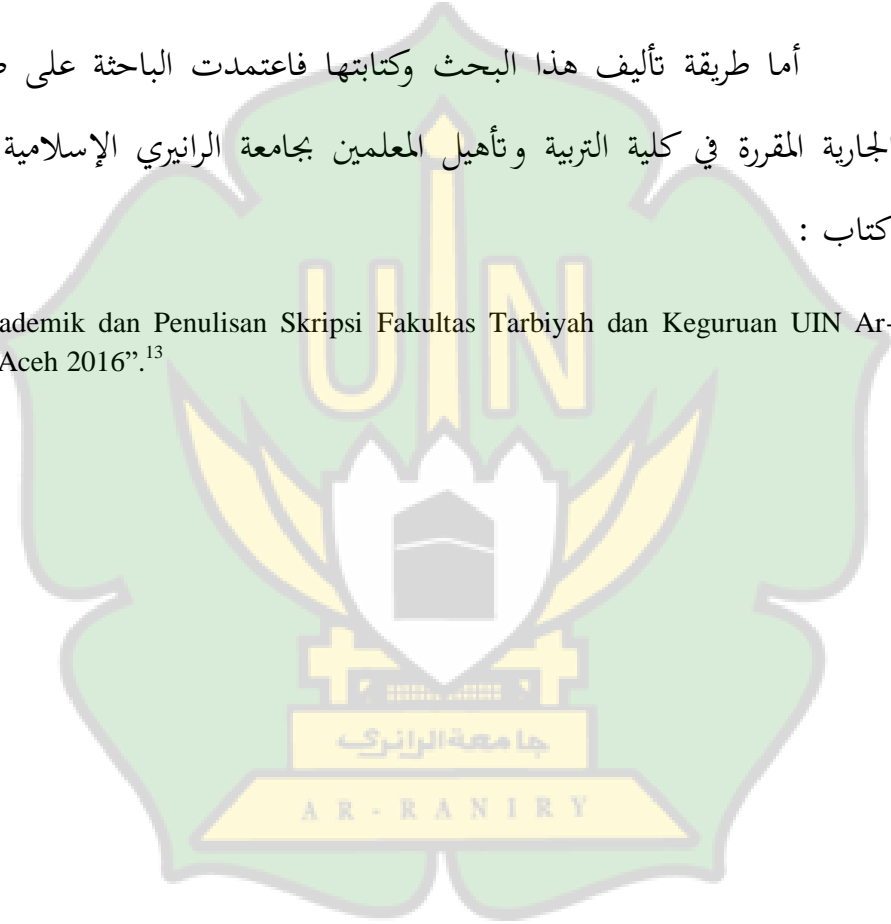 أما طريقة تأليف هذا البحث وكتابتها فاعتمدت الباحثة على
الجارية المقررة في كلية التربية وتأهيل المعلمين بجامعة الرانيري الإسلامية
كتاب :
ademik dan Penulisan Skripsi Fakultas Tarbiyah dan Keguruan UIN Ar-
Aceh 2016”.13
UIN
جامعة الرانري
AR-RANIRY